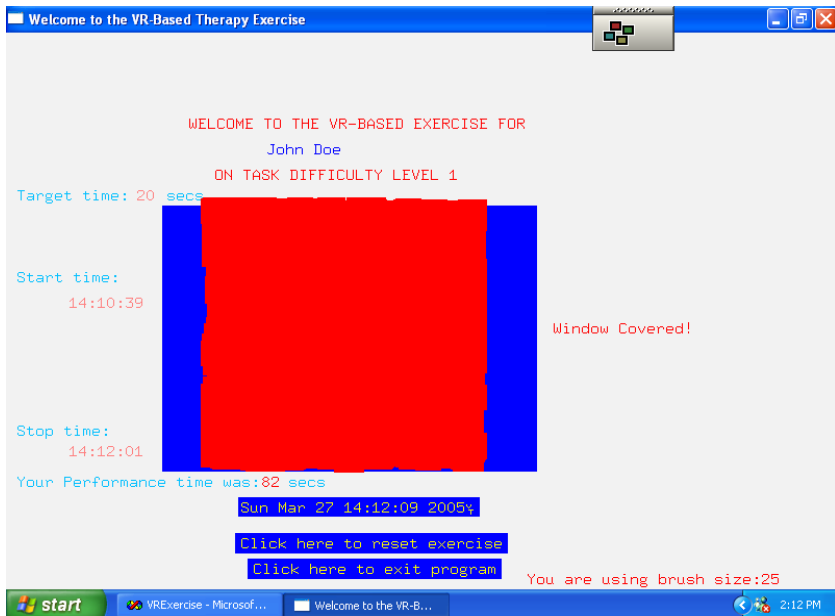 Welcome to the VR-Based Therapy Exercise
WELCOME TO THE VR-BASED EXERCISE FOR
John Doe
ON TASK DIFFICULTY LEVEL 1
Target time: 20 secs
Start time:
14:10:39
Window Covered!
Stop time:
14:12:01
Your Performance time was:82 secs
Sun Mar 27 14:12:09 2005
Click here to reset exercise
Click here to exit program
You are using brush size:25
start
VRExercise - Microsof...
Welcome to the VR-B...
2:12 PM